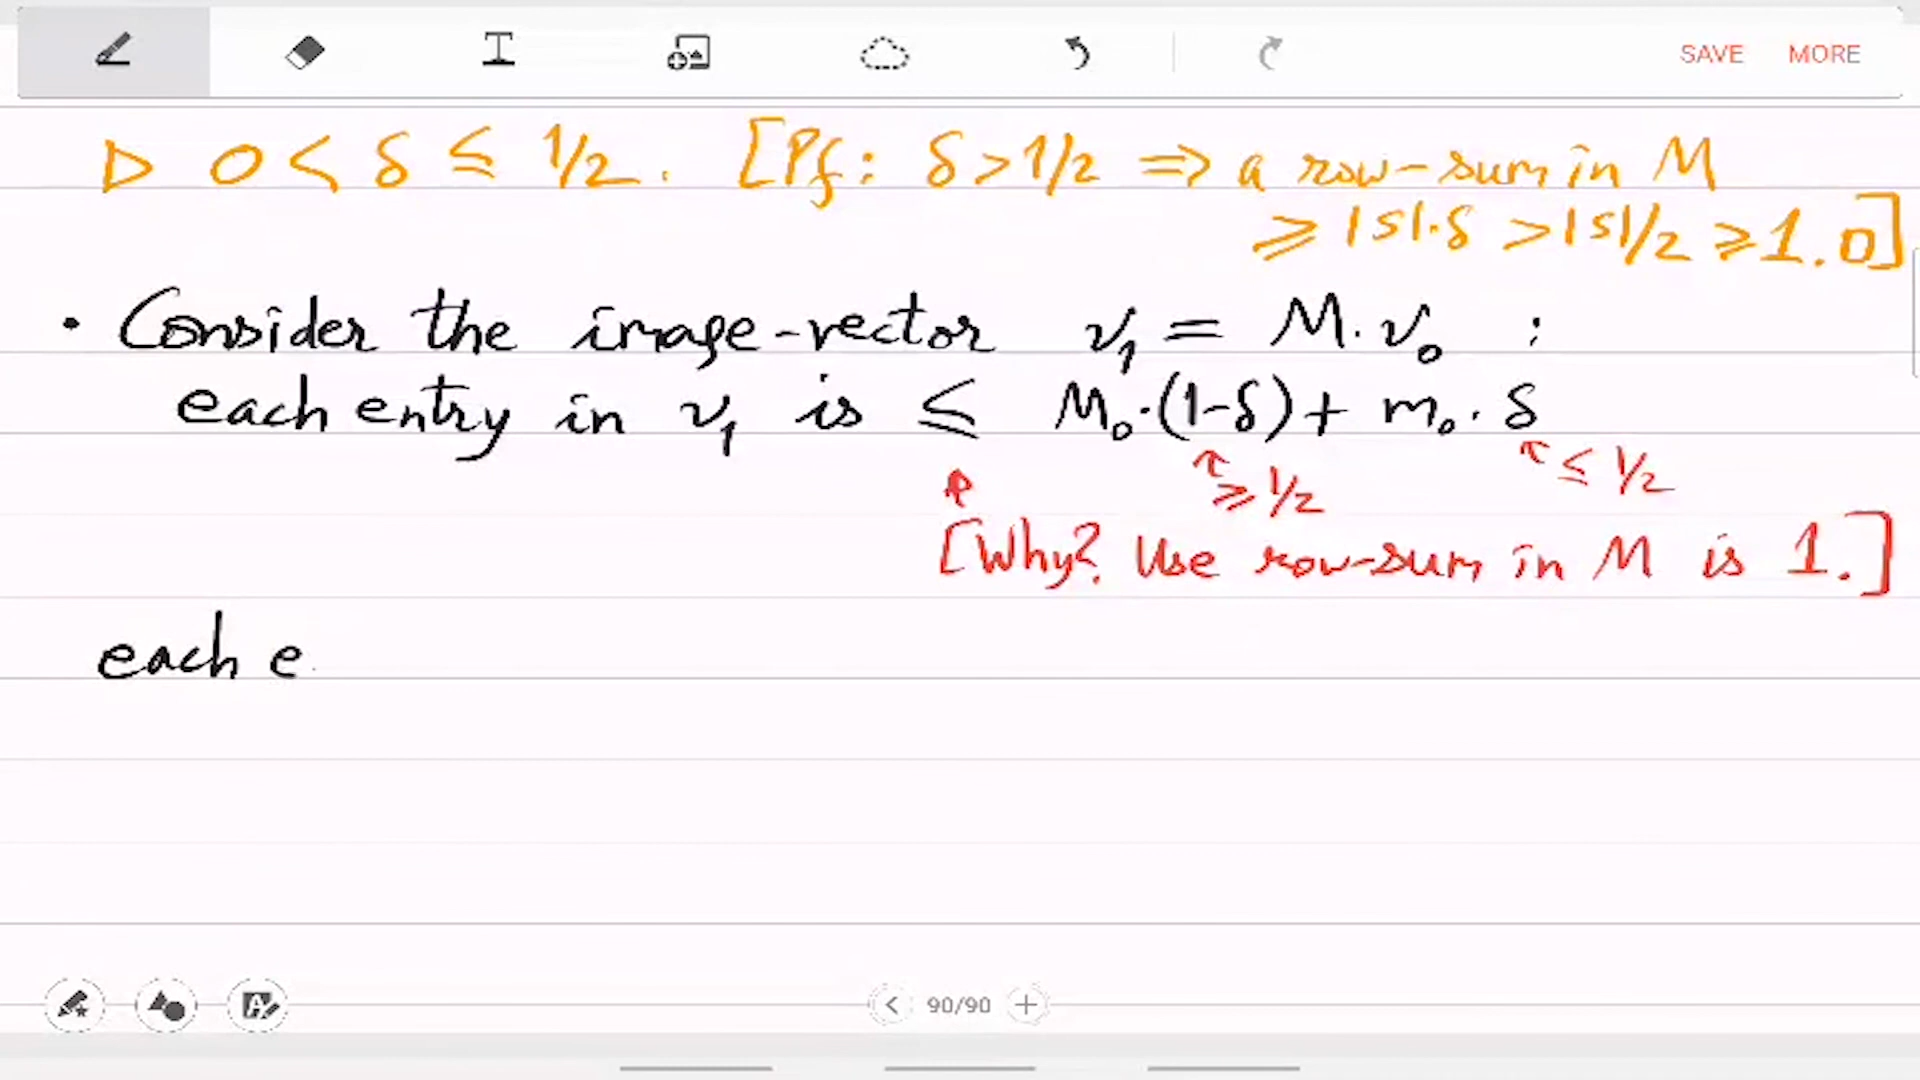 SAVE MORE
▷ 0 < δ ≤ 1/2. [Pf: δ > 1/2 ⇒ a row-sum in M
≥ |S|·δ > |S|/2 ≥ 1. □]
• Consider the image-vector v₁ = M·v₀ :
each entry in v₁ is ≤ M₀·(1-δ) + m₀·δ
↑ ≥ 1/2 ↑ ≤ 1/2
↑ [Why? Use row-sum in M is 1.]
each e
90/90